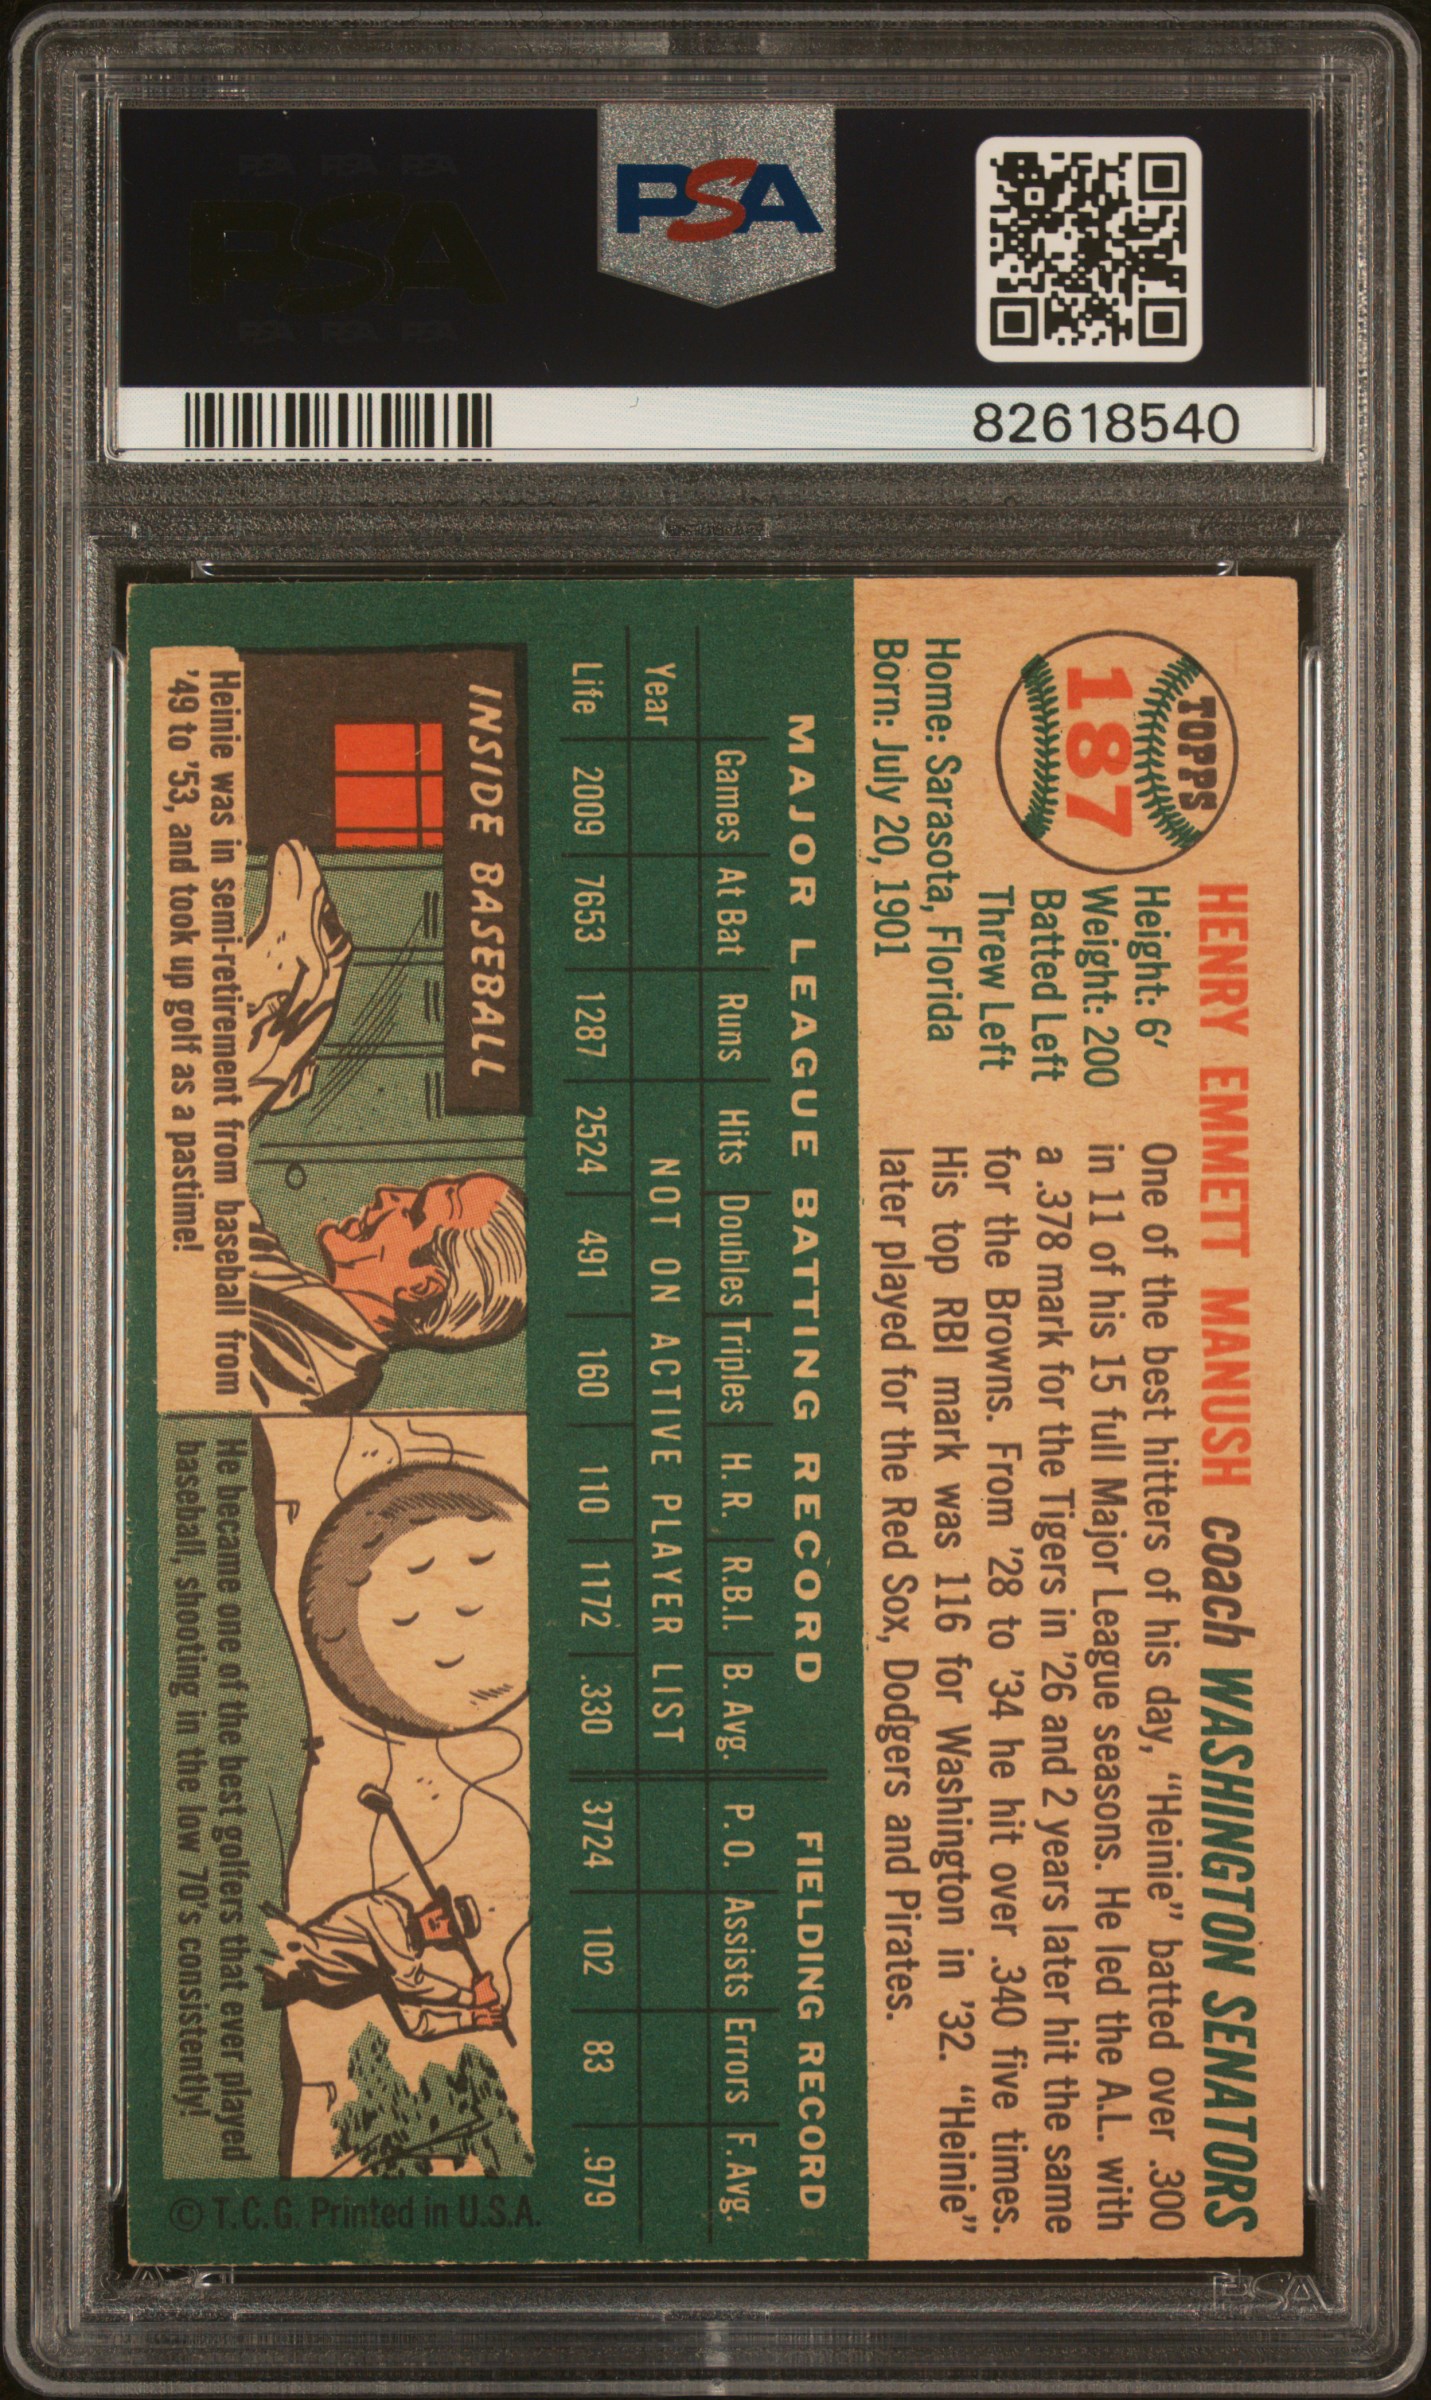 PSA PSA PSA
PSA
PSA PSA PSA
PSA
82618540
TOPPS
187
HENRY EMMETT MANUSH coach WASHINGTON SENATORS
Height: 6'
Weight: 200
Batted Left
Threw Left
Home: Sarasota, Florida
Born: July 20, 1901
One of the best hitters of his day, "Heinie" batted over .300
in 11 of his 15 full Major League seasons. He led the A.L. with
a .378 mark for the Tigers in '26 and 2 years later hit the same
for the Browns. From '28 to '34 he hit over .340 five times.
His top RBI mark was 116 for Washington in '32. "Heinie"
later played for the Red Sox, Dodgers and Pirates.
MAJOR LEAGUE BATTING RECORD FIELDING RECORD
Games At Bat Runs Hits Doubles Triples H. R. R.B.I. B. Avg. P. O. Assists Errors F. Avg.
Year NOT ON ACTIVE PLAYER LIST
Life 2009 7653 1287 2524 491 160 110 1172 .330 3724 102 83 .979
INSIDE BASEBALL
Heinie was in semi-retirement from baseball from
'49 to '53, and took up golf as a pastime!
He became one of the best golfers that ever played
baseball, shooting in the low 70's consistently!
© T.C.G. Printed in U.S.A.
PSA
PSA